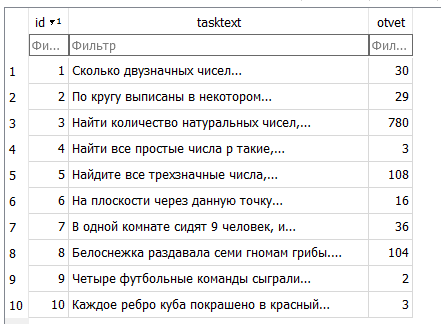 id 1 tasktext otvet
Фи... Фильтр Фил...
1 1 Сколько двузначных чисел... 30
2 2 По кругу выписаны в некотором... 29
3 3 Найти количество натуральных чисел,... 780
4 4 Найти все простые числа p такие,... 3
5 5 Найдите все трехзначные числа,... 108
6 6 На плоскости через данную точку... 16
7 7 В одной комнате сидят 9 человек, и... 36
8 8 Белоснежка раздавала семи гномам грибы.... 104
9 9 Четыре футбольные команды сыграли... 2
10 10 Каждое ребро куба покрашено в красный... 3